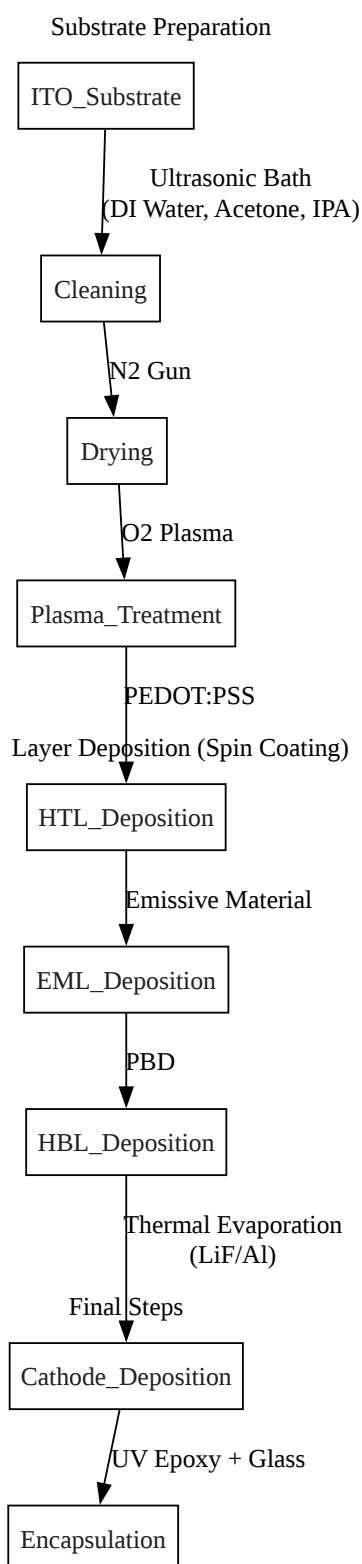 Substrate Preparation
ITO_Substrate
Ultrasonic Bath
(DI Water, Acetone, IPA)
Cleaning
N2 Gun
Drying
O2 Plasma
Plasma_Treatment
PEDOT:PSS
Layer Deposition (Spin Coating)
HTL_Deposition
Emissive Material
EML_Deposition
PBD
HBL_Deposition
Thermal Evaporation
(LiF/Al)
Final Steps
Cathode_Deposition
UV Epoxy + Glass
Encapsulation